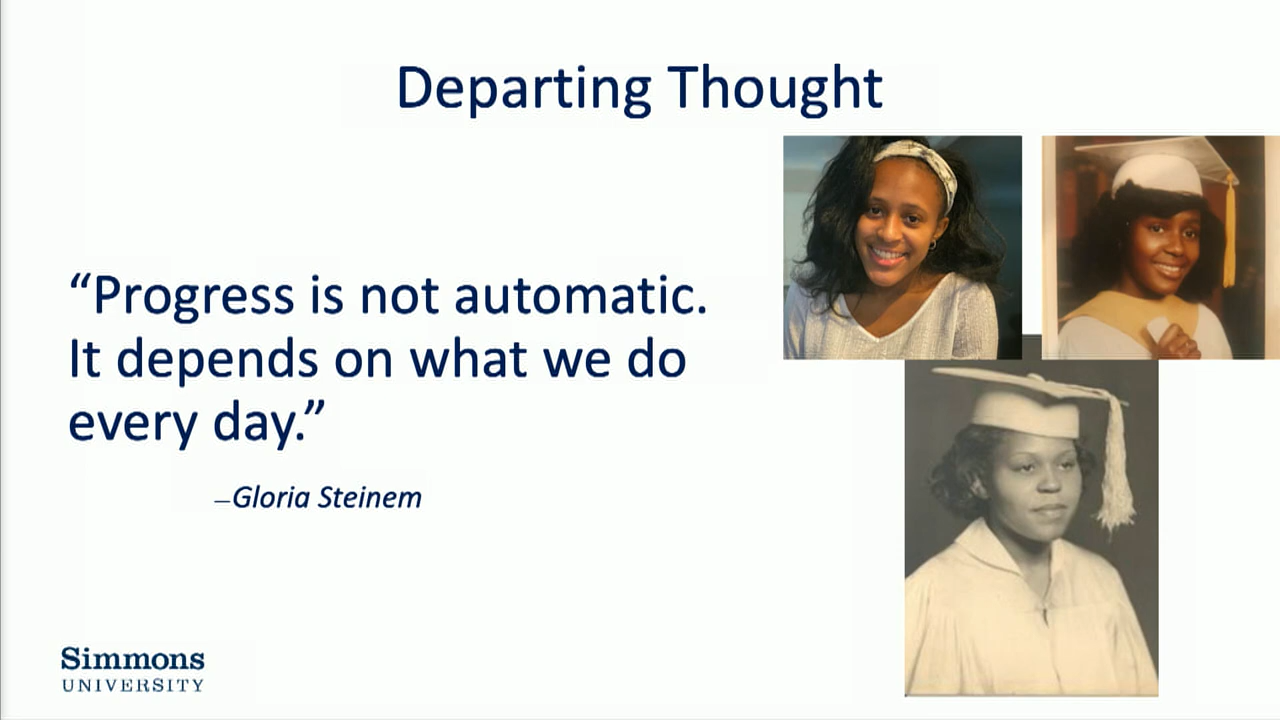 Departing Thought
“Progress is not automatic.
It depends on what we do
every day.”
–Gloria Steinem
Simmons
UNIVERSITY